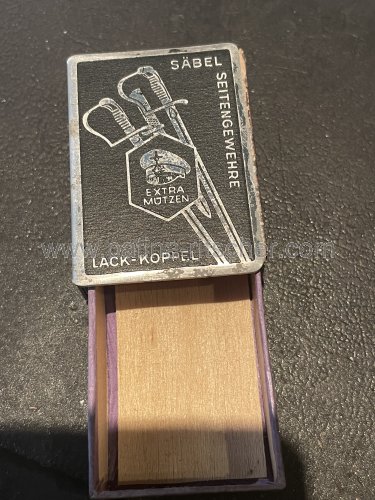 SÄBEL
SEITENGEWEHRE
EXTRA
MÜTZEN
LACK-KOPPEL